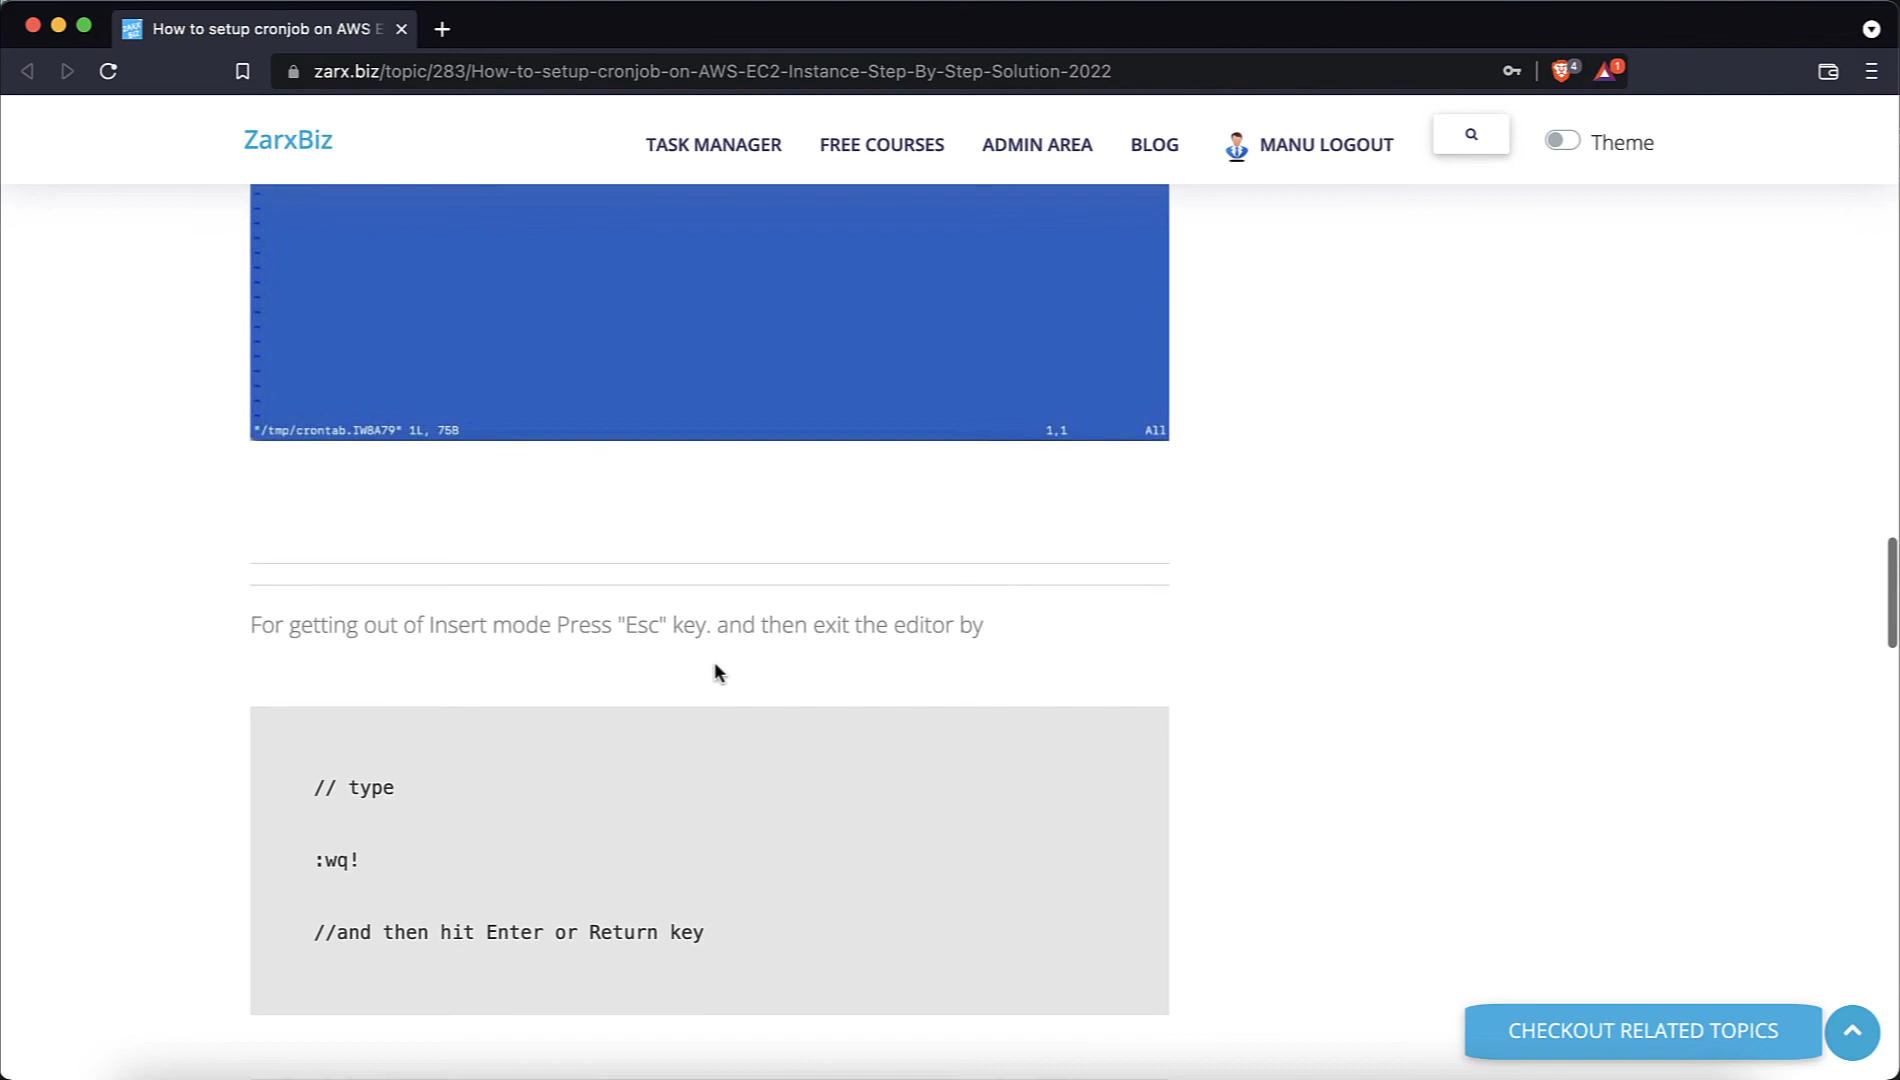 How to setup cronjob on AWS E
zarx.biz/topic/283/How-to-setup-cronjob-on-AWS-EC2-Instance-Step-By-Step-Solution-2022
4
1
ZarxBiz
TASK MANAGER
FREE COURSES
ADMIN AREA
BLOG
MANU LOGOUT
Theme
"/tmp/crontab.IW8A79" 1L, 75B
1,1
All
For getting out of Insert mode Press "Esc" key. and then exit the editor by
// type
:wq!
//and then hit Enter or Return key
CHECKOUT RELATED TOPICS